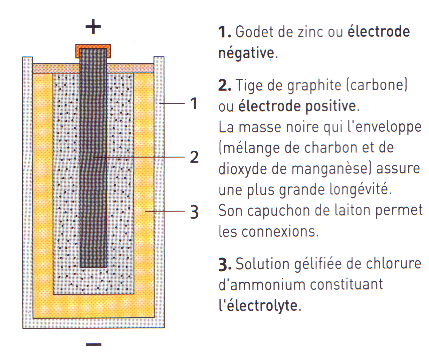 +
1. Godet de zinc ou électrode
négative.
1
2. Tige de graphite (carbone)
ou électrode positive.
La masse noire qui l'enveloppe
(mélange de charbon et de
dioxyde de manganèse) assure
une plus grande longévité.
Son capuchon de laiton permet
les connexions.
2
3
3. Solution gélifiée de chlorure
d'ammonium constituant
l'électrolyte.
–